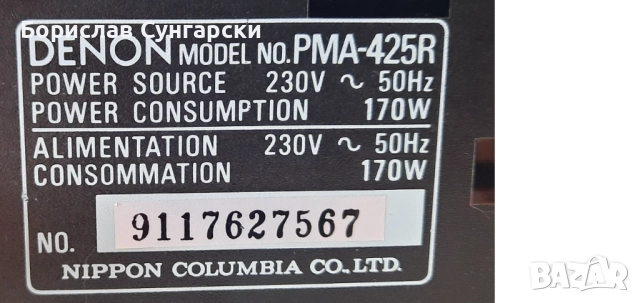 Борислав Сунгарски
DENON MODEL NO. PMA-425R
POWER SOURCE 230V ~ 50Hz
POWER CONSUMPTION 170W
ALIMENTATION 230V ~ 50Hz
CONSOMMATION 170W
NO. 9117627567
NIPPON COLUMBIA CO., LTD.
BAZAR